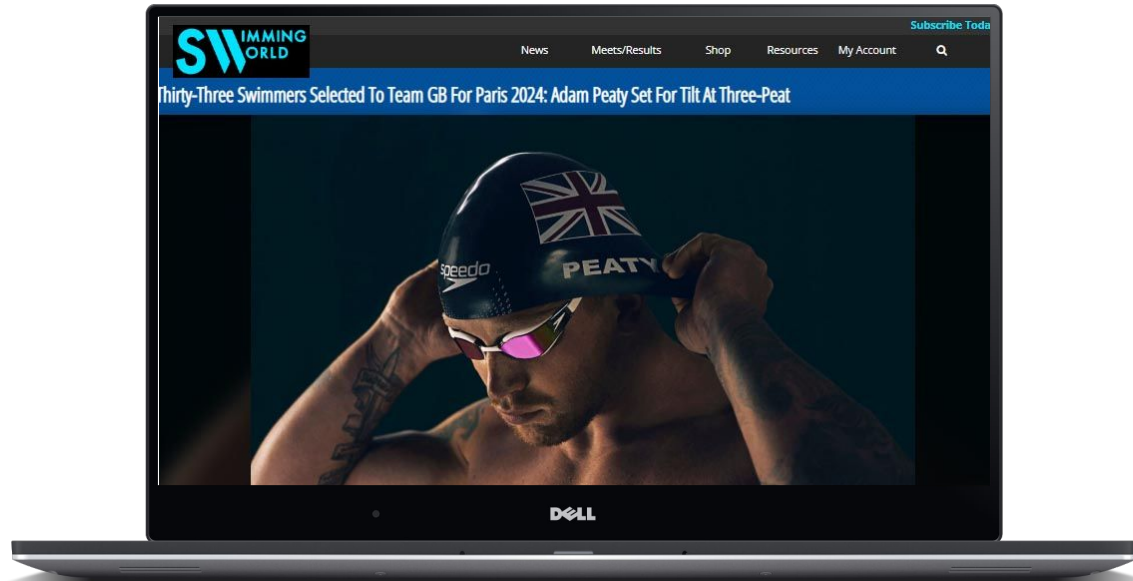 Subscribe Toda
SWIMMING
WORLD
News Meets/Results Shop Resources My Account
Thirty-Three Swimmers Selected To Team GB For Paris 2024: Adam Peaty Set For Tilt At Three-Peat
speedo
PEATY
DELL